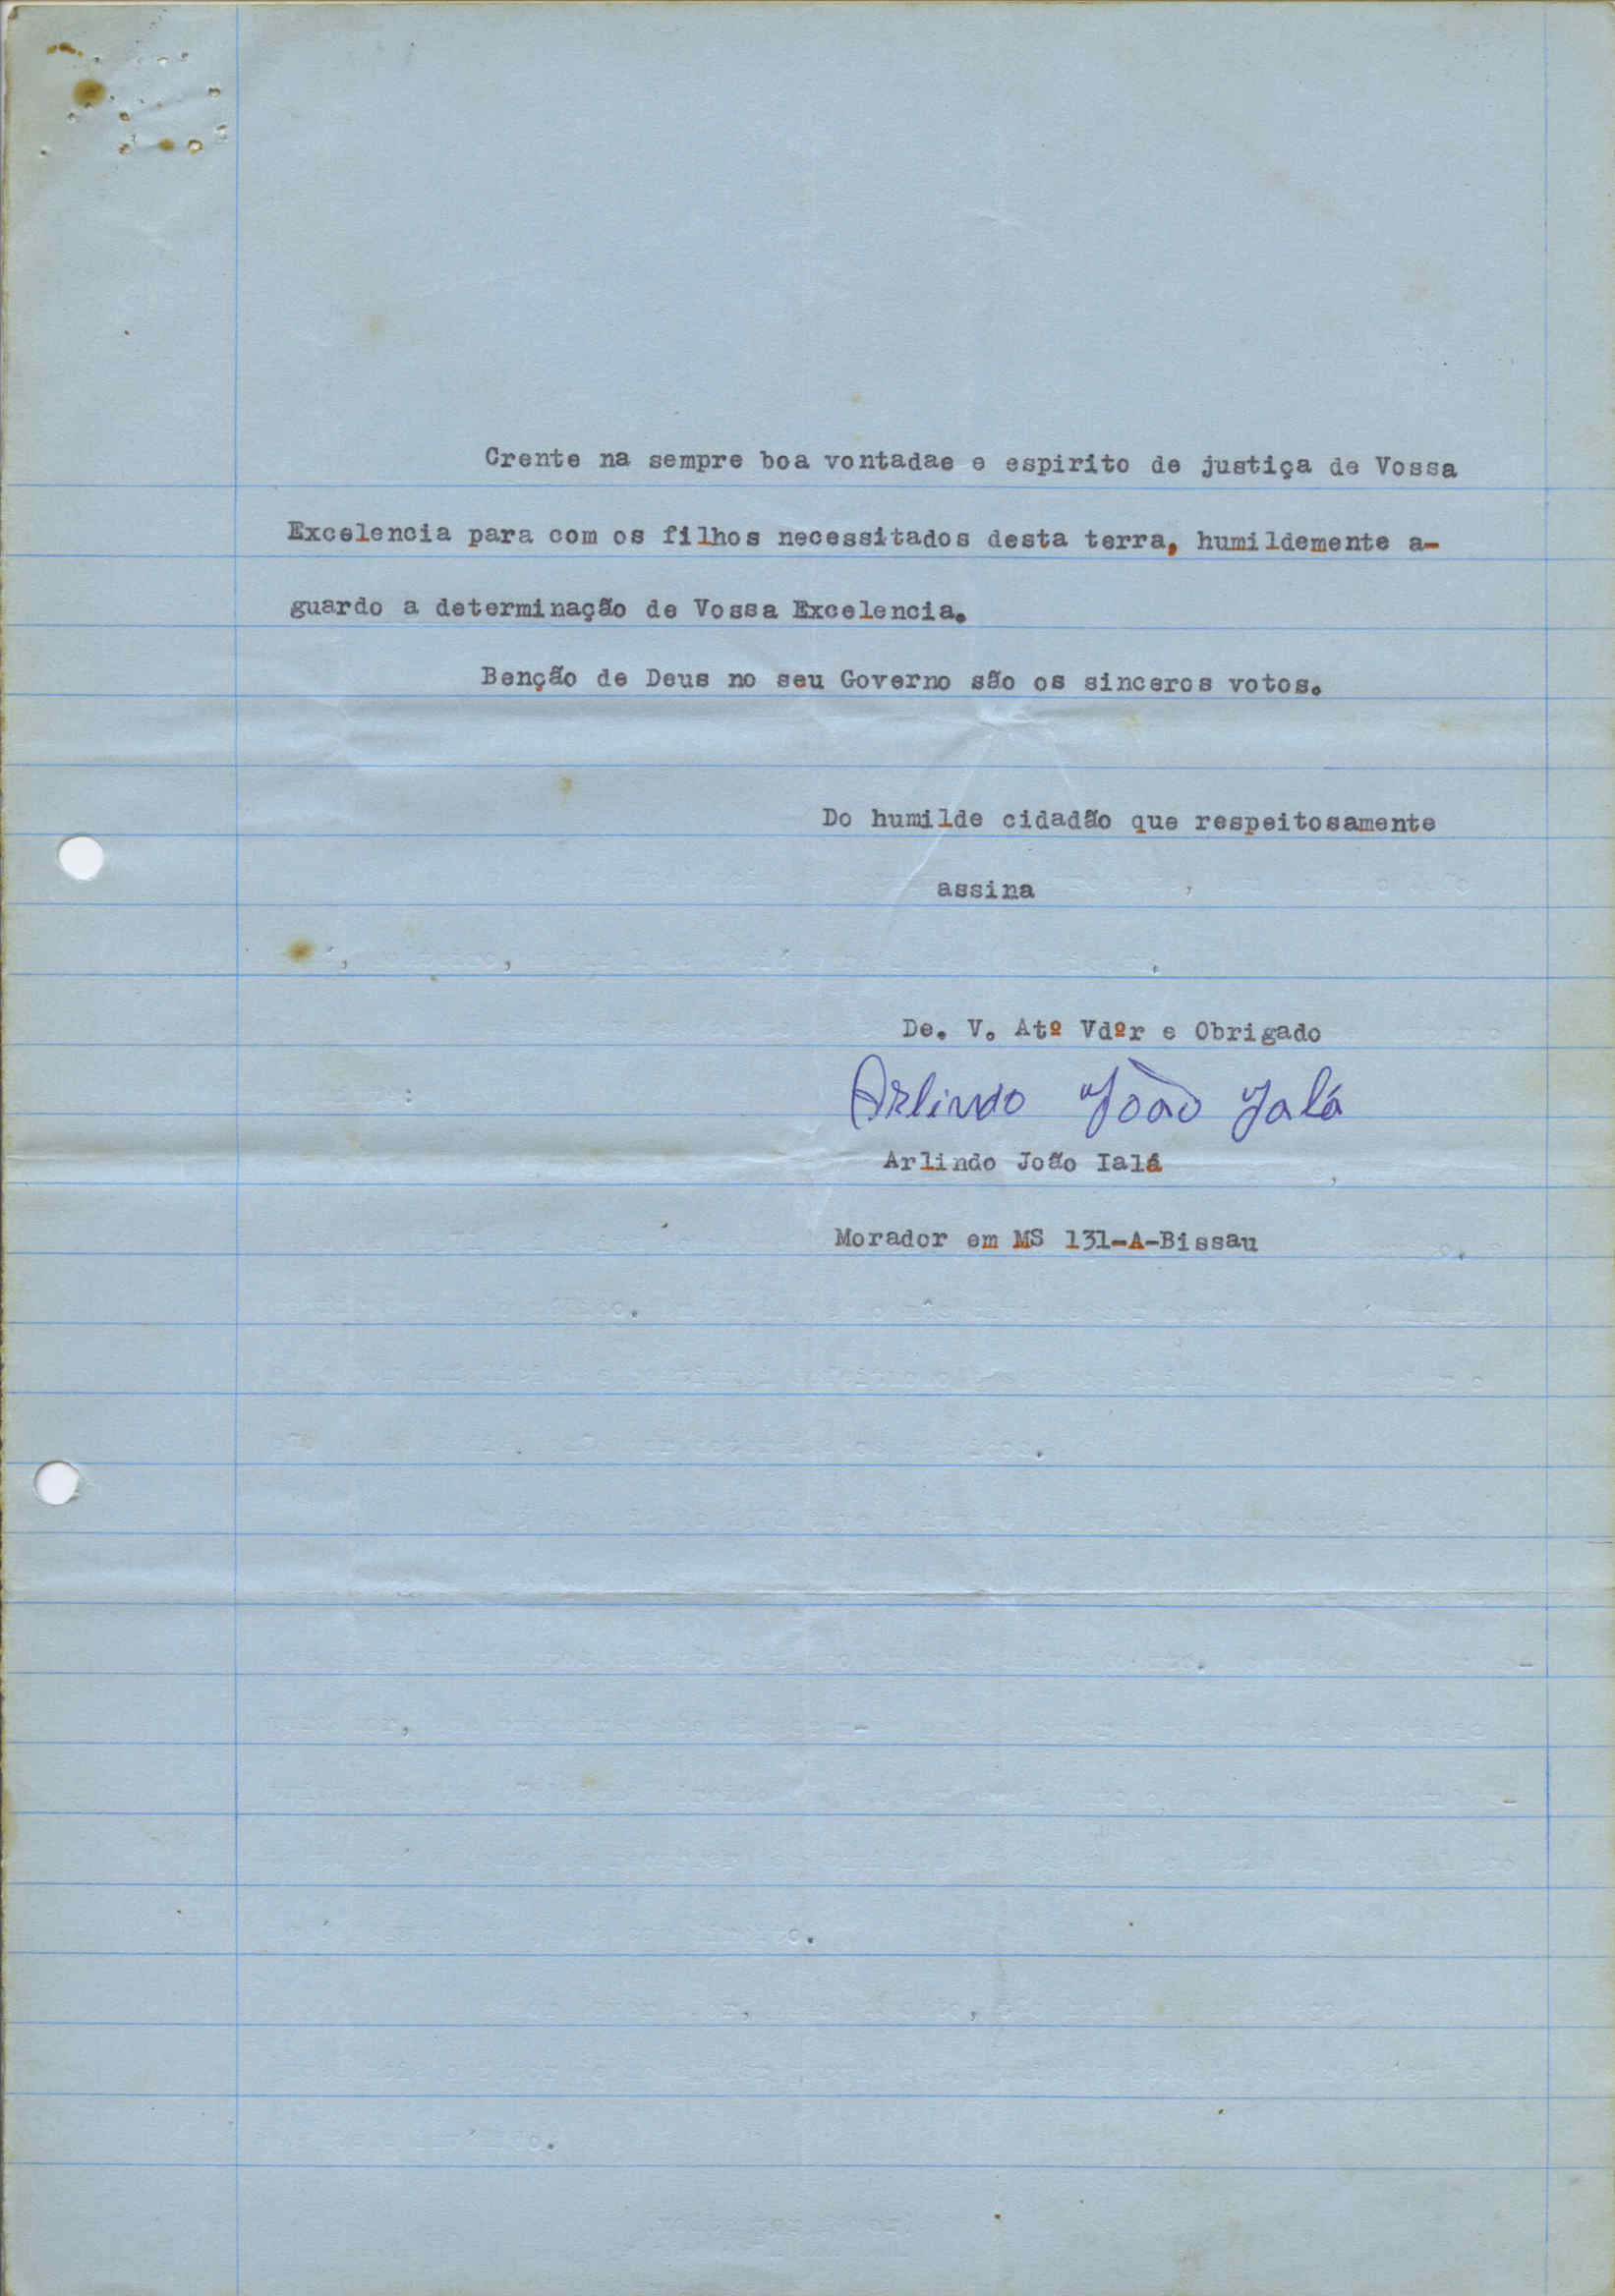 Crente na sempre boa vontadae e espirito de justiça de Vossa
Excelencia para com os filhos necessitados desta terra, humildemente a-
guardo a determinação de Vossa Excelencia.
Benção de Deus no seu Governo são os sinceros votos.
Do humilde cidadão que respeitosamente
assina
De. V. Atº Vdºr e Obrigado
Arlindo João Ialá
Arlindo João Ialá
Morador em MS 131-A-Bissau